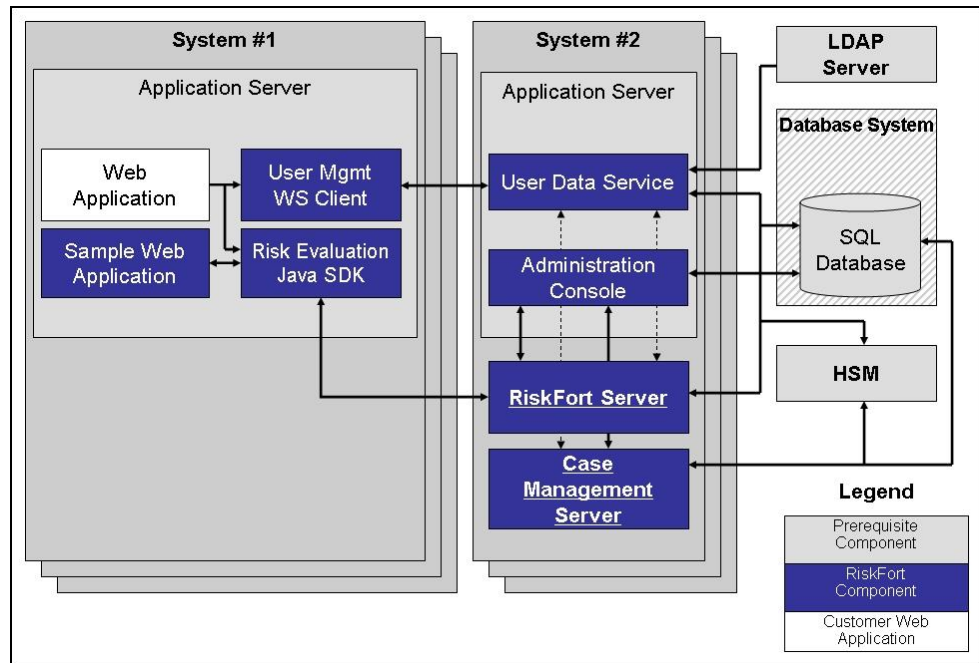 System #1
Application Server
Web
Application
User Mgmt
WS Client
Sample Web
Application
Risk Evaluation
Java SDK
System #2
Application Server
User Data Service
Administration
Console
RiskFort Server
Case
Management
Server
LDAP
Server
Database System
SQL
Database
HSM
Legend
Prerequisite
Component
RiskFort
Component
Customer Web
Application